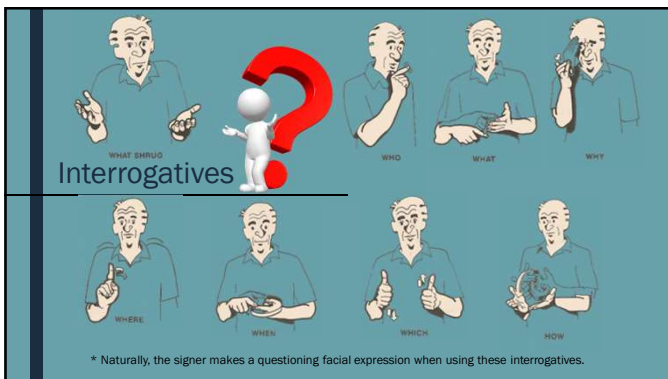 WHAT SHRUG
WHO
WHAT
WHY
Interrogatives
WHERE
WHEN
WHICH
HOW
* Naturally, the signer makes a questioning facial expression when using these interrogatives.